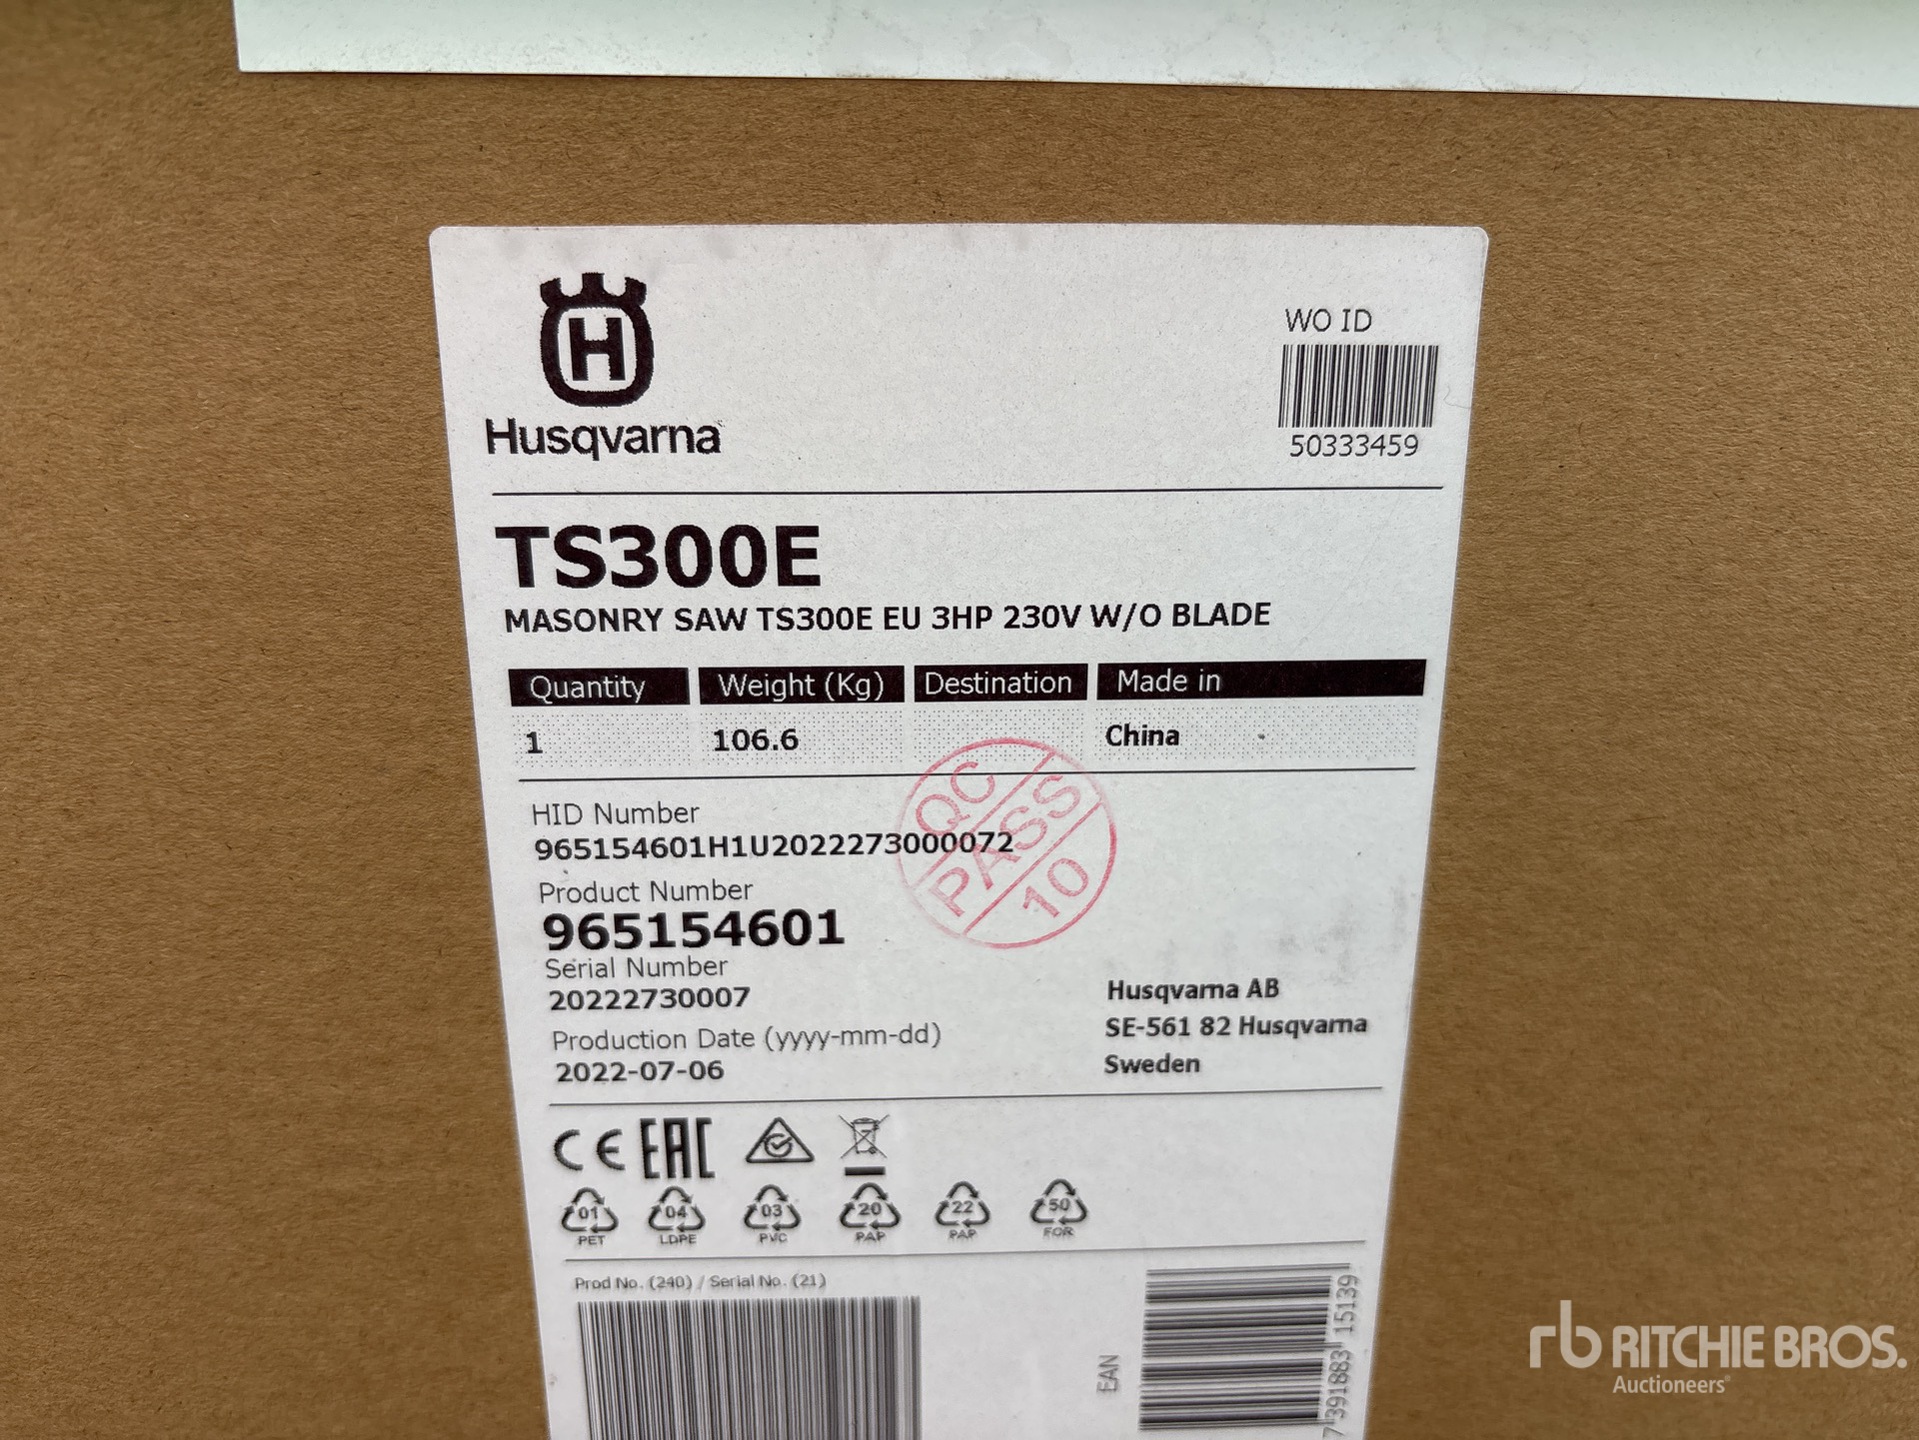 H
Husqvarna
WO ID
50333459
TS300E
MASONRY SAW TS300E EU 3HP 230V W/O BLADE
Quantity Weight (Kg) Destination Made in
1 106.6 China
QC
PASS
10
HID Number
965154601H1U2022273000072
Product Number
965154601
Serial Number
20222730007
Production Date (yyyy-mm-dd)
2022-07-06
Husqvarna AB
SE-561 82 Husqvarna
Sweden
CE EAC
01 04 03 20 22 50
PET LDPE PVC PAP PAP FOR
Prod No. (240) / Serial No. (21)
EAN
7 391883 15139
rb RITCHIE BROS.
Auctioneers®